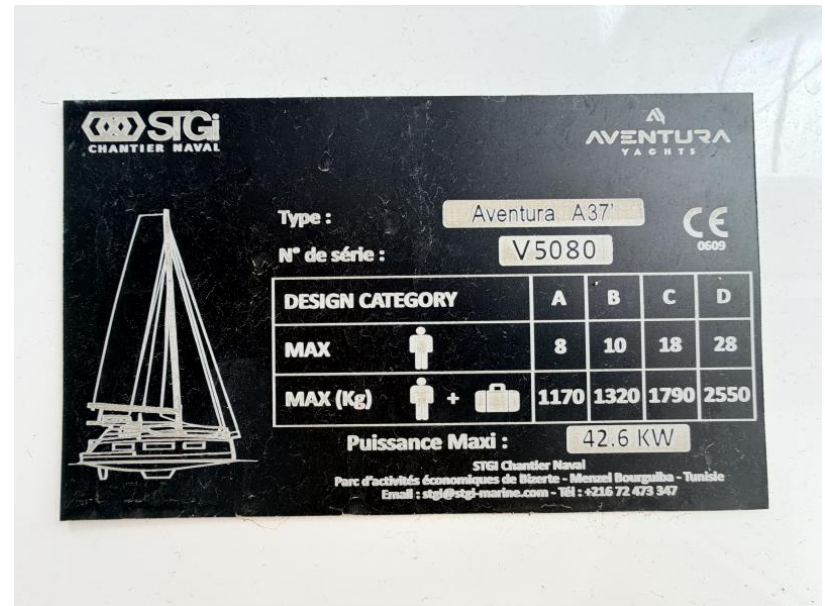 STGi
CHANTIER NAVAL
AVENTURA
YACHTS
Type : Aventura A37'
N° de série : V5080
CE
0609
DESIGN CATEGORY A B C D
MAX 8 10 18 28
MAX (Kg) + 1170 1320 1790 2550
Puissance Maxi : 42.6 KW
STGI Chantier Naval
Parc d'activités économiques de Bizerte - Menzel Bourguiba - Tunisie
Email : stgi@stgi-marine.com - Tél : +216 72 473 347